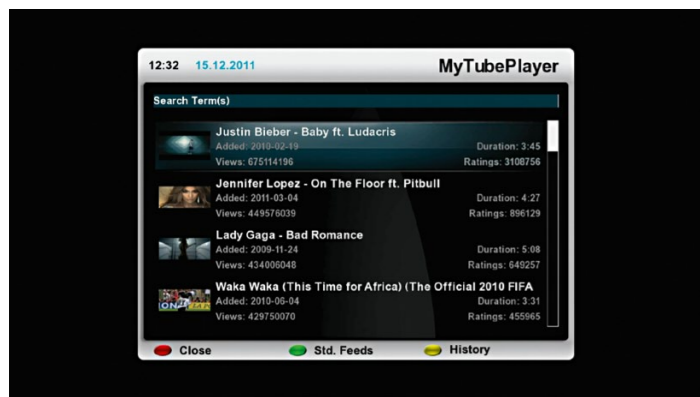 12:32 15.12.2011 MyTubePlayer
Search Term(s)
Justin Bieber - Baby ft. Ludacris
Added: 2010-02-19 Duration: 3:45
Views: 675114196 Ratings: 3108756
Jennifer Lopez - On The Floor ft. Pitbull
Added: 2011-03-04 Duration: 4:27
Views: 449576039 Ratings: 896129
Lady Gaga - Bad Romance
Added: 2009-11-24 Duration: 5:08
Views: 434006048 Ratings: 649257
Waka Waka (This Time for Africa) (The Official 2010 FIFA
Added: 2010-06-04 Duration: 3:31
Views: 429750070 Ratings: 455965
Close Std. Feeds History